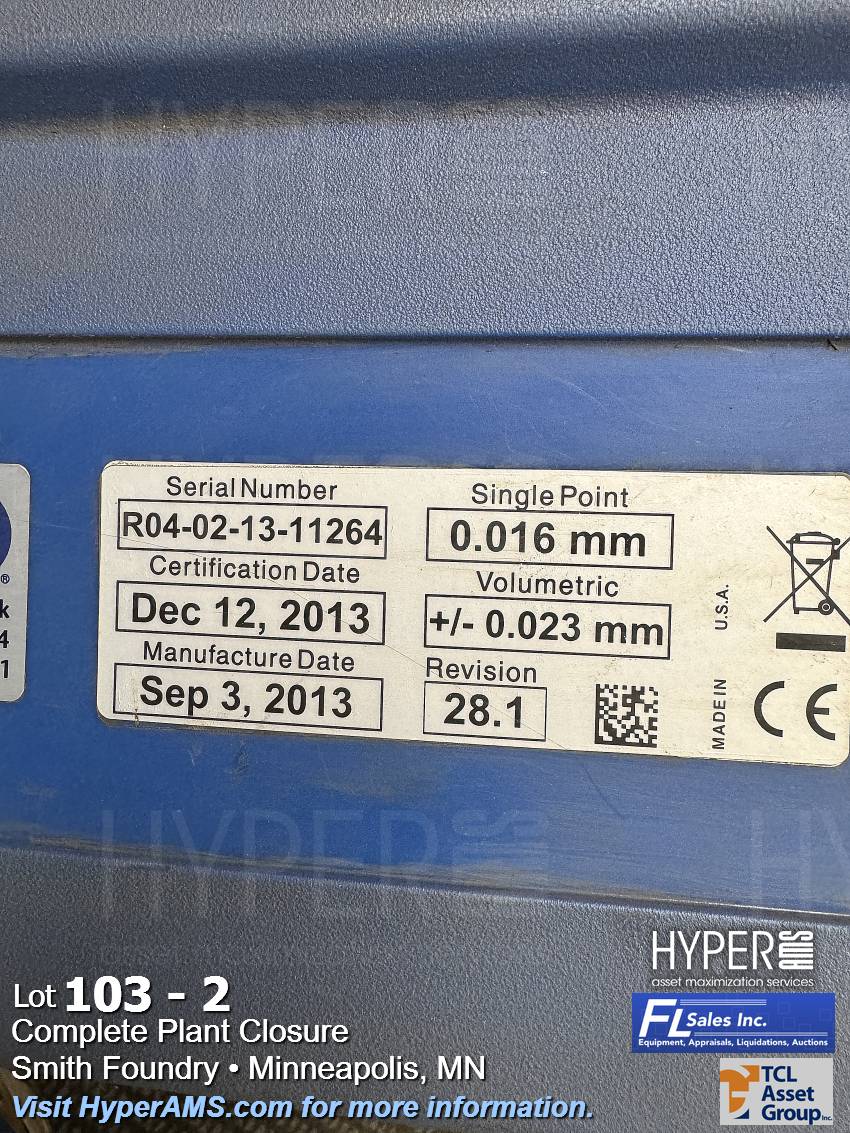 Serial Number
R04-02-13-11264
Certification Date
Dec 12, 2013
Manufacture Date
Sep 3, 2013
Single Point
0.016 mm
Volumetric
+/- 0.023 mm
Revision
28.1
MADE IN U.S.A.
CE
®
k
4
1
HYPER AMS
asset maximization services
FL Sales Inc.
Equipment, Appraisals, Liquidations, Auctions
TCL
Asset
Group Inc.
Lot 103 - 2
Complete Plant Closure
Smith Foundry • Minneapolis, MN
Visit HyperAMS.com for more information.